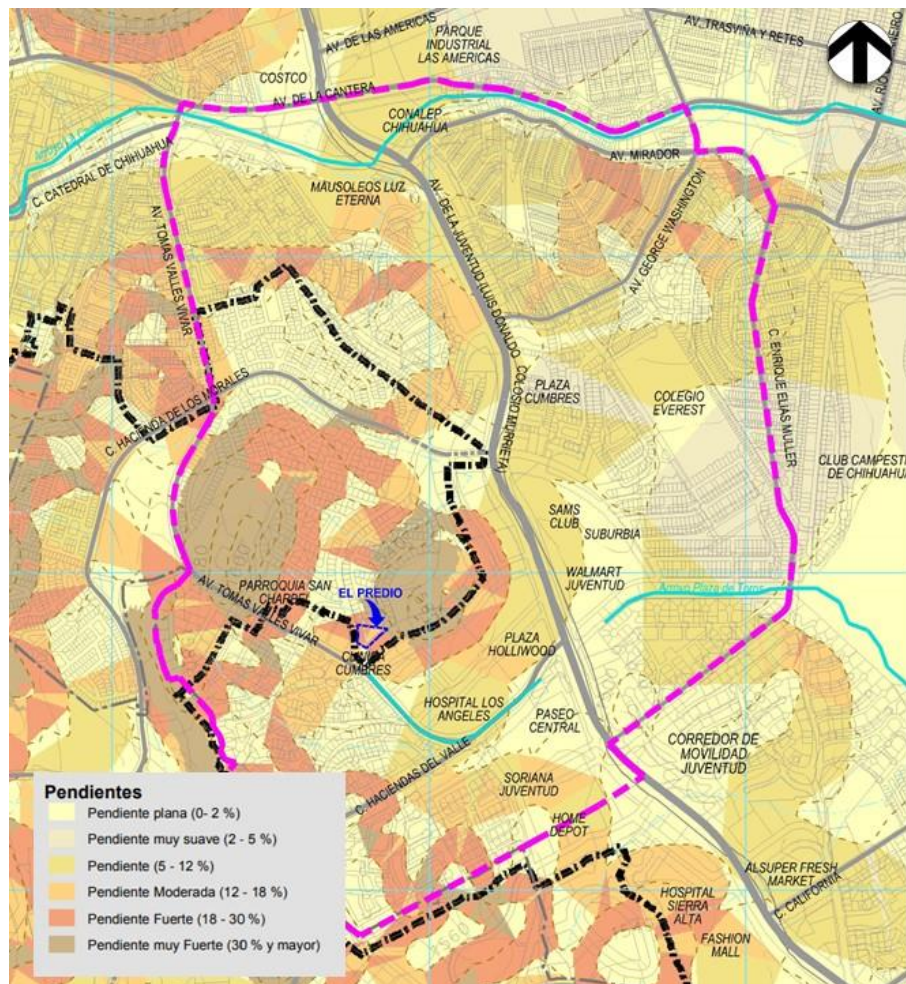 AV. DE LAS AMERICAS
PARQUE
INDUSTRIAL
LAS AMERICAS
AV. TRASVIÑA Y RETES
COSTCO
AV. DE LA CANTERA
CONALEP
CHIHUAHUA
C. CATEDRAL DE CHIHUAHUA
AV. MIRADOR
MAUSOLEOS LUZ
ETERNA
AV. TOMAS VALLES VIVAR
AV. DE LA JUVENTUD (LUIS DONALDO COLOSIO MURRIETA)
AV. GEORGE WASHINGTON
C. ENRIQUE ELIAS MULLER
C. HACIENDA DE LOS MORALES
PLAZA
CUMBRES
COLEGIO
EVEREST
CLUB CAMPESTRE
DE CHIHUAHUA
SAMS
CLUB
SUBURBIA
WALMART
JUVENTUD
AV. TOMAS VALLES VIVAR
PARROQUIA SAN
CHARBEL
EL PREDIO
CUMBRES
PLAZA
HOLLIWOOD
HOSPITAL LOS
ANGELES
PASEO
CENTRAL
CORREDOR DE
MOVILIDAD
JUVENTUD
C. HACIENDAS DEL VALLE
SORIANA
JUVENTUD
HOME
DEPOT
ALSUPER FRESH
MARKET
C. CALIFORNIA
HOSPITAL
SIERRA
ALTA
FASHION
MALL
Pendientes
Pendiente plana (0- 2 %)
Pendiente muy suave (2 - 5 %)
Pendiente (5 - 12 %)
Pendiente Moderada (12 - 18 %)
Pendiente Fuerte (18 - 30 %)
Pendiente muy Fuerte (30 % y mayor)